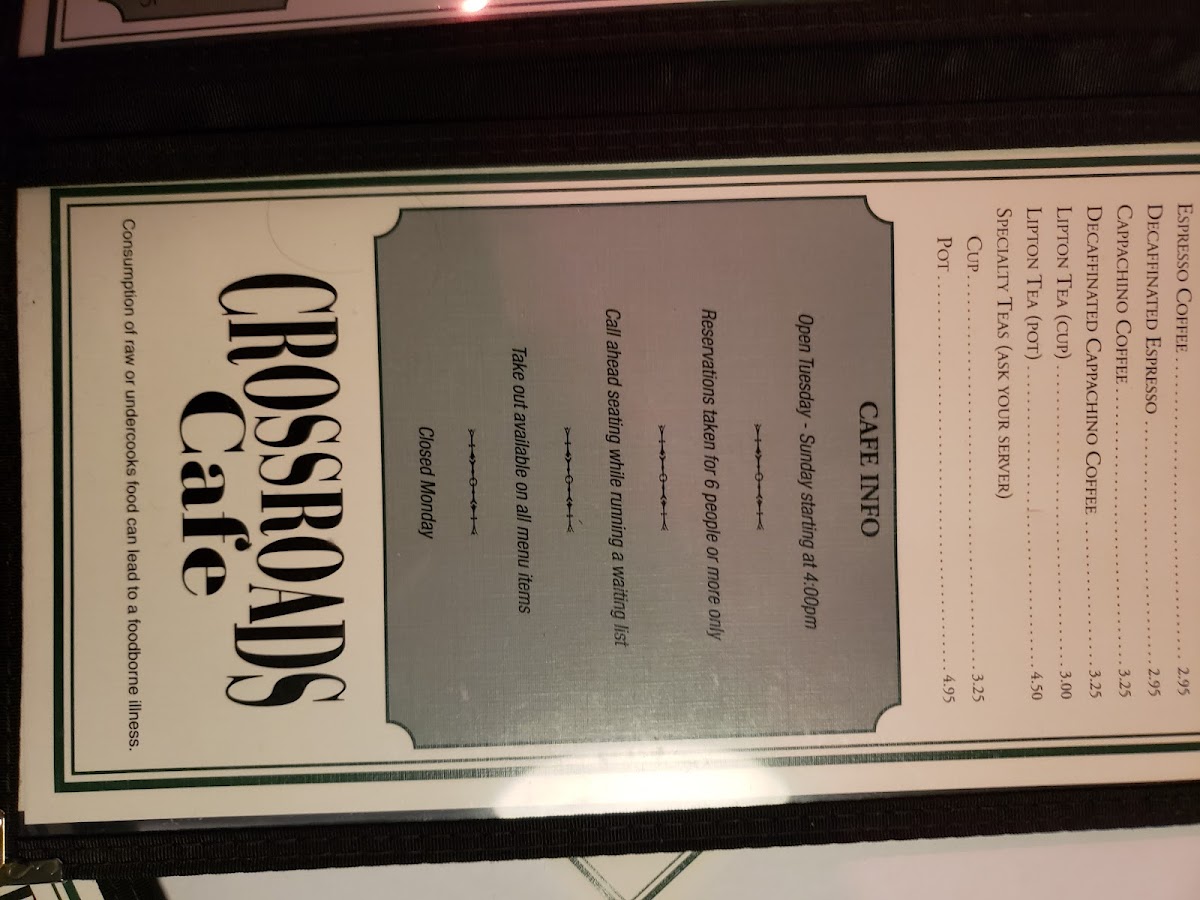 Espresso Coffee 2.95
Decaffinated Espresso 2.95
Cappachino Coffee 3.25
Decaffinated Cappachino Coffee 3.25
Lipton Tea (cup) 3.00
Lipton Tea (pot) 4.50
Specialty Teas (ask your server)
Cup 3.25
Pot 4.95
CAFE INFO
Open Tuesday - Sunday starting at 4:00pm
Reservations taken for 6 people or more only
Call ahead seating while running a waiting list
Take out available on all menu items
Closed Monday
CROSSROADS
Cafe
Consumption of raw or undercooks food can lead to a foodborne illness.